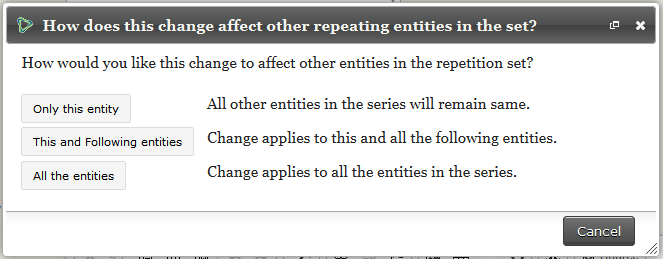 How does this change affect other repeating entities in the set?
How would you like this change to affect other entities in the repetition set?
Only this entity All other entities in the series will remain same.
This and Following entities Change applies to this and all the following entities.
All the entities Change applies to all the entities in the series.
Cancel